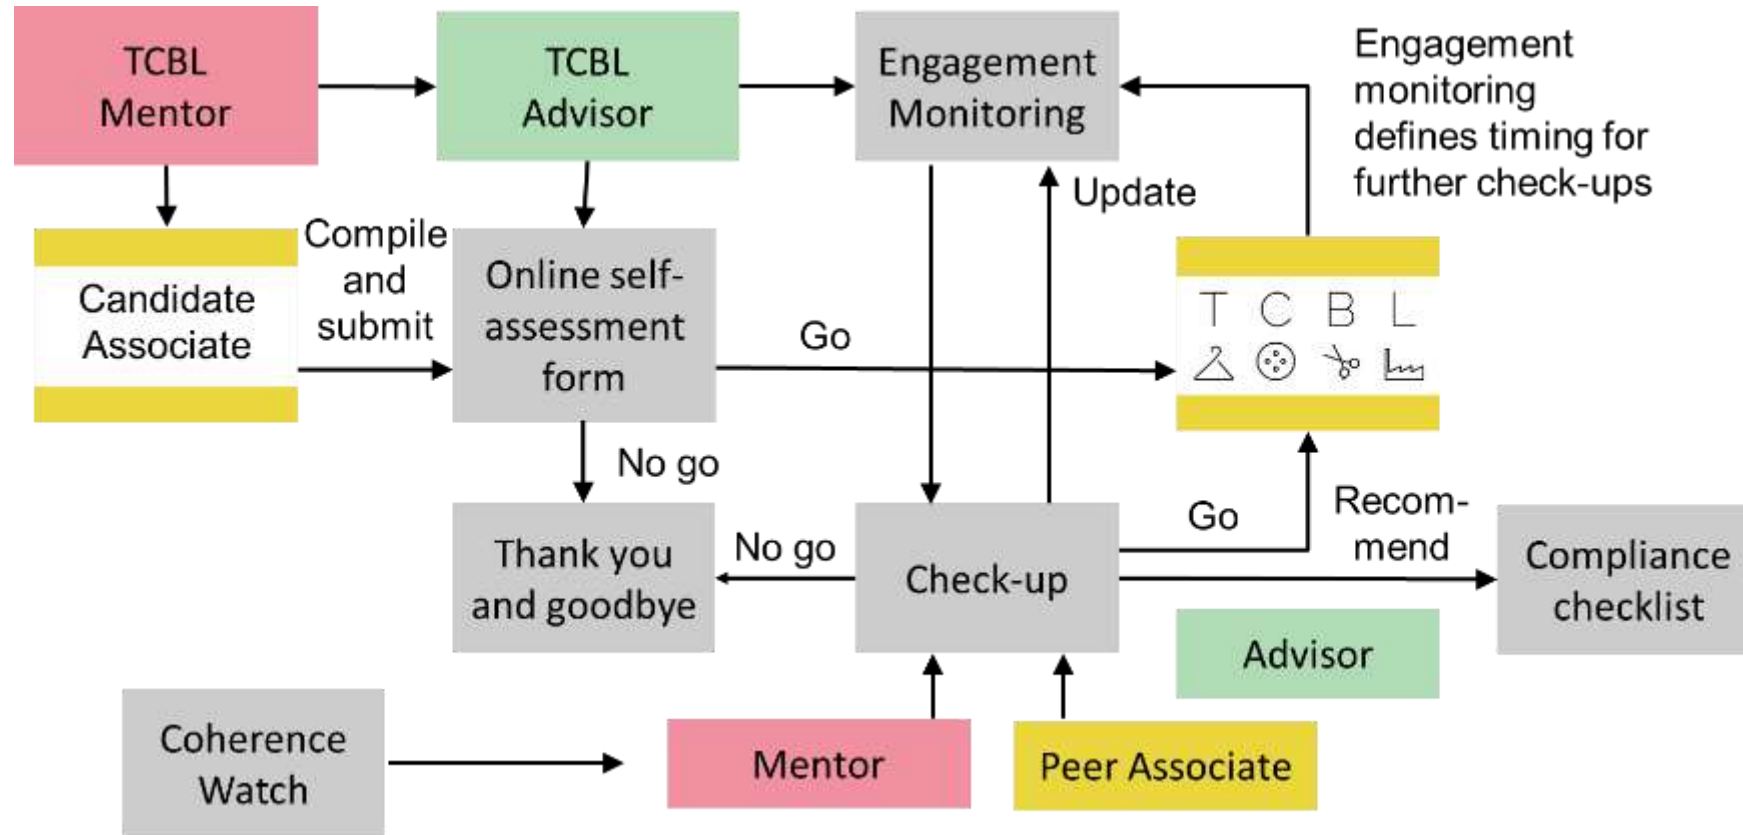 TCBL
Mentor
TCBL
Advisor
Engagement
Monitoring
Engagement
monitoring
defines timing for
further check-ups
Update
Candidate
Associate
Compile
and
submit
Online self-
assessment
form
Go
T C B L
No go
Thank you
and goodbye
No go
Check-up
Go
Recom-
mend
Compliance
checklist
Advisor
Coherence
Watch
Mentor
Peer Associate